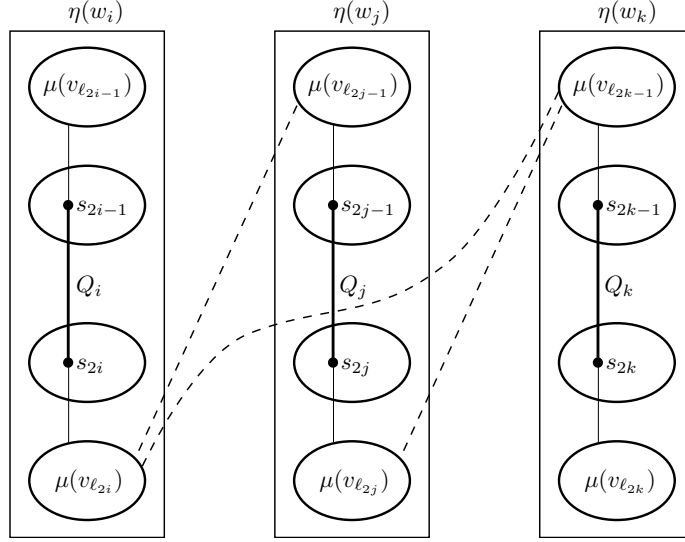 η(w_i) η(w_j) η(w_k)
μ(v_{ℓ_{2i−1}}) μ(v_{ℓ_{2j−1}}) μ(v_{ℓ_{2k−1}})
s_{2i−1} s_{2j−1} s_{2k−1}
Q_i Q_j Q_k
s_{2i} s_{2j} s_{2k}
μ(v_{ℓ_{2i}}) μ(v_{ℓ_{2j}}) μ(v_{ℓ_{2k}})